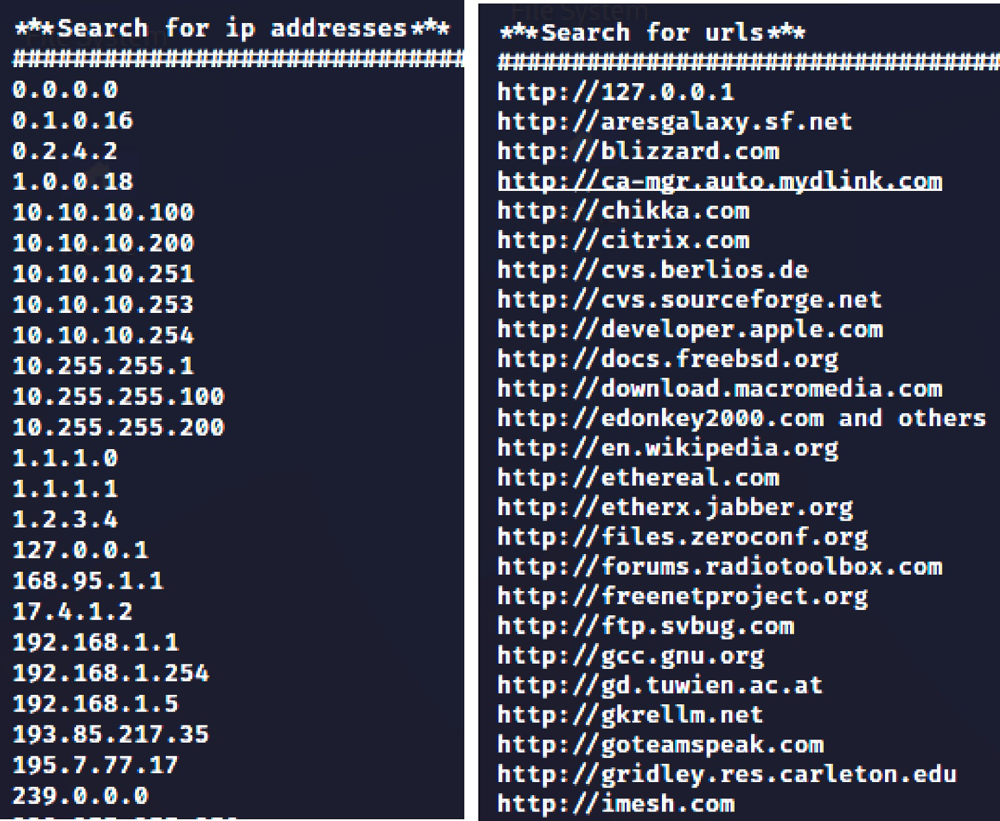 ***Search for ip addresses***
##############################
0.0.0.0
0.1.0.16
0.2.4.2
1.0.0.18
10.10.10.100
10.10.10.200
10.10.10.251
10.10.10.253
10.10.10.254
10.255.255.1
10.255.255.100
10.255.255.200
1.1.1.0
1.1.1.1
1.2.3.4
127.0.0.1
168.95.1.1
17.4.1.2
192.168.1.1
192.168.1.254
192.168.1.5
193.85.217.35
195.7.77.17
239.0.0.0
File System
***Search for urls***
##################################
http://127.0.0.1
http://aresgalaxy.sf.net
http://blizzard.com
http://ca-mgr.auto.mydlink.com
http://chikka.com
http://citrix.com
http://cvs.berlios.de
http://cvs.sourceforge.net
http://developer.apple.com
http://docs.freebsd.org
http://download.macromedia.com
http://edonkey2000.com and others
http://en.wikipedia.org
http://ethereal.com
http://etherx.jabber.org
http://files.zeroconf.org
http://forums.radiotoolbox.com
http://freenetproject.org
http://ftp.svbug.com
http://gcc.gnu.org
http://gd.tuwien.ac.at
http://gkrellm.net
http://goteamspeak.com
http://gridley.res.carleton.edu
http://imesh.com